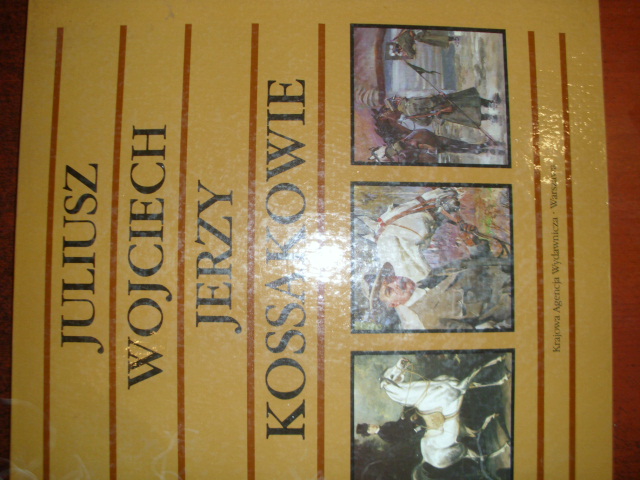 JULIUSZ
WOJCIECH
JERZY
KOSSAKOWIE
Krajowa Agencja Wydawnicza · Warszawa